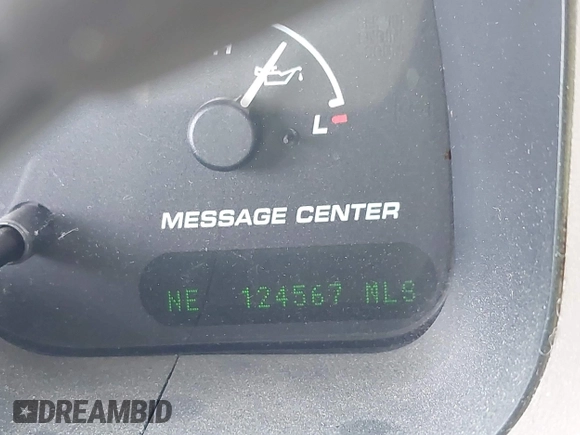 L
MESSAGE CENTER
NE 124567 MLS
DREAMBID